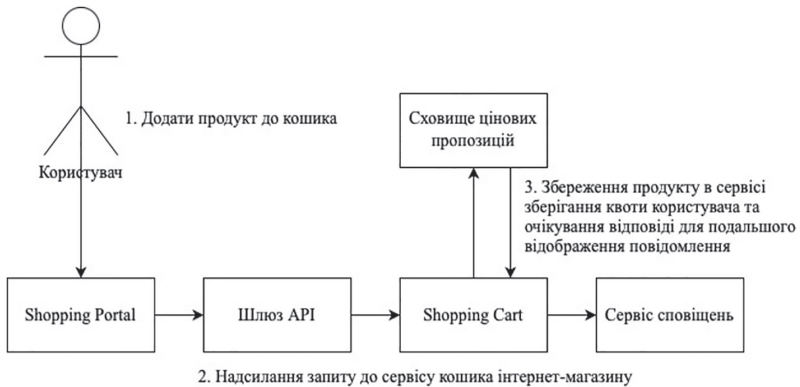 1. Додати продукт до кошика
Користувач
Сховище цінових
пропозицій
3. Збереження продукту в сервісі
зберігання квоти користувача та
очікування відповіді для подальшого
відображення повідомлення
Shopping Portal
Шлюз API
Shopping Cart
Сервіс сповіщень
2. Надсилання запиту до сервісу кошика інтернет-магазину